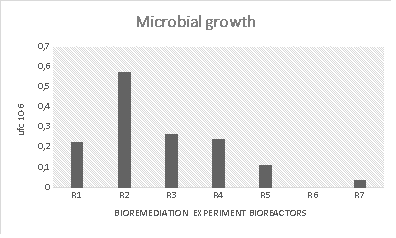 Microbial growth
0,7
0,6
0,5
0,4
0,3
0,2
0,1
0
ufc 10-6
R1 R2 R3 R4 R5 R6 R7
BIOREMEDIATION EXPERIMENT BIORBACTORS